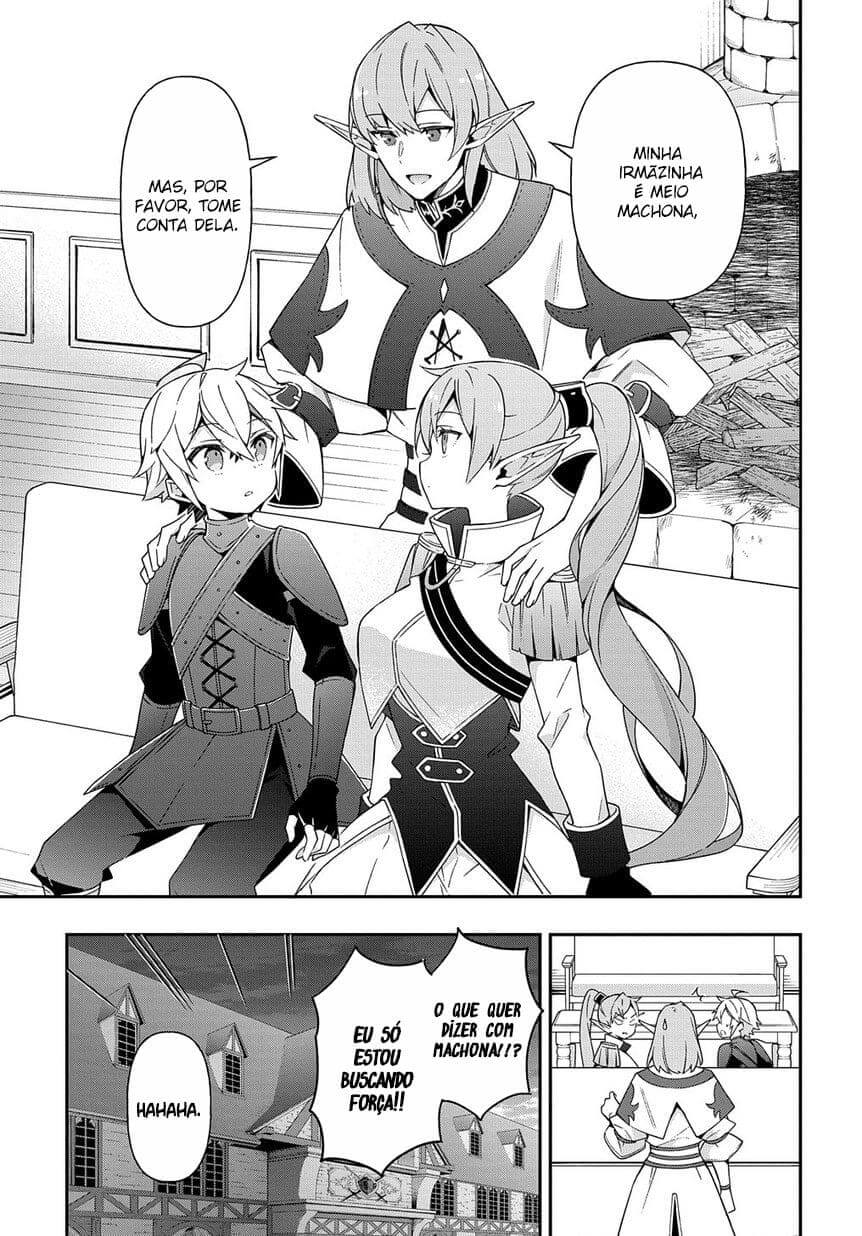 MINHA
IRMÃZINHA
É MEIO
MACHONA,
MAS, POR
FAVOR, TOME
CONTA DELA.
O QUE QUER
DIZER COM
MACHONA!!?
EU SÓ
ESTOU
BUSCANDO
FORÇA!!
HAHAHA.